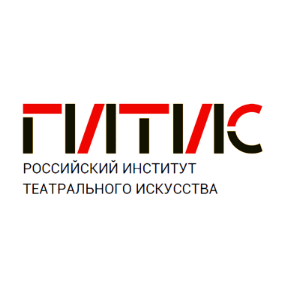 ГИТИС
РОССИЙСКИЙ ИНСТИТУТ
ТЕАТРАЛЬНОГО ИСКУССТВА